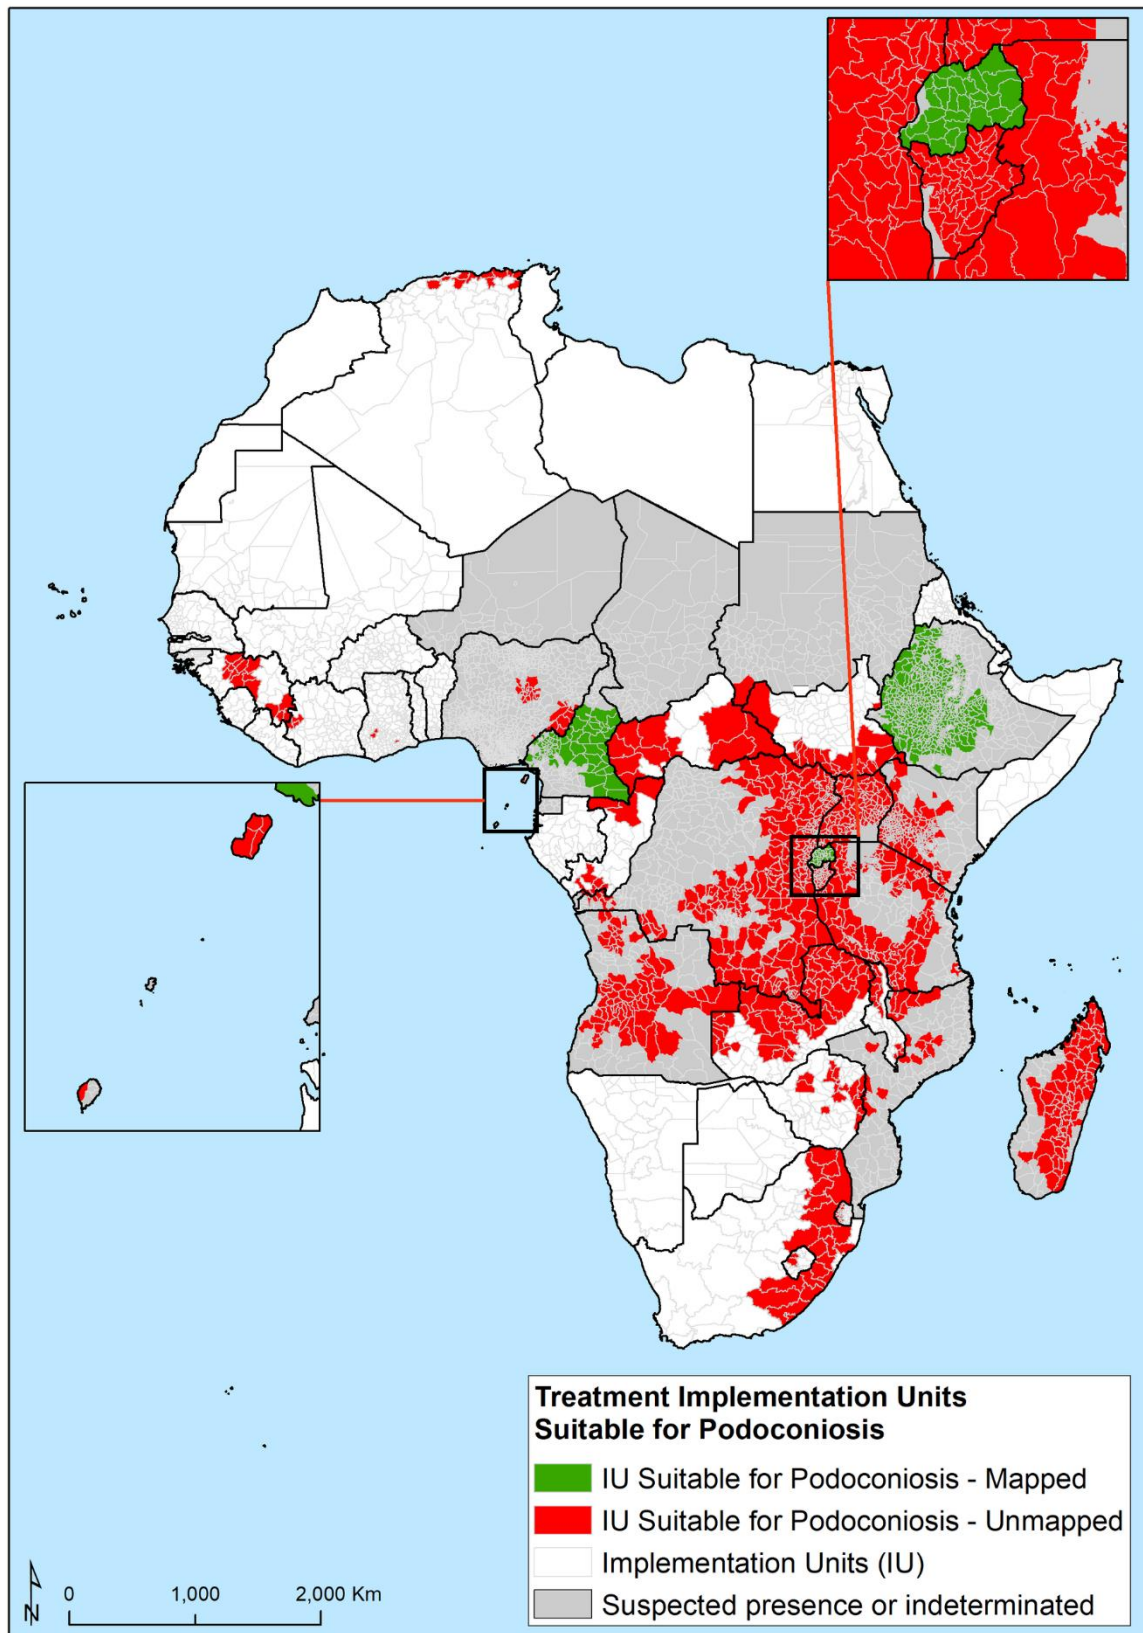 Treatment Implementation Units
Suitable for Podoconiosis
IU Suitable for Podoconiosis - Mapped
IU Suitable for Podoconiosis - Unmapped
Implementation Units (IU)
Suspected presence or indeterminated
N
0 1,000 2,000 Km